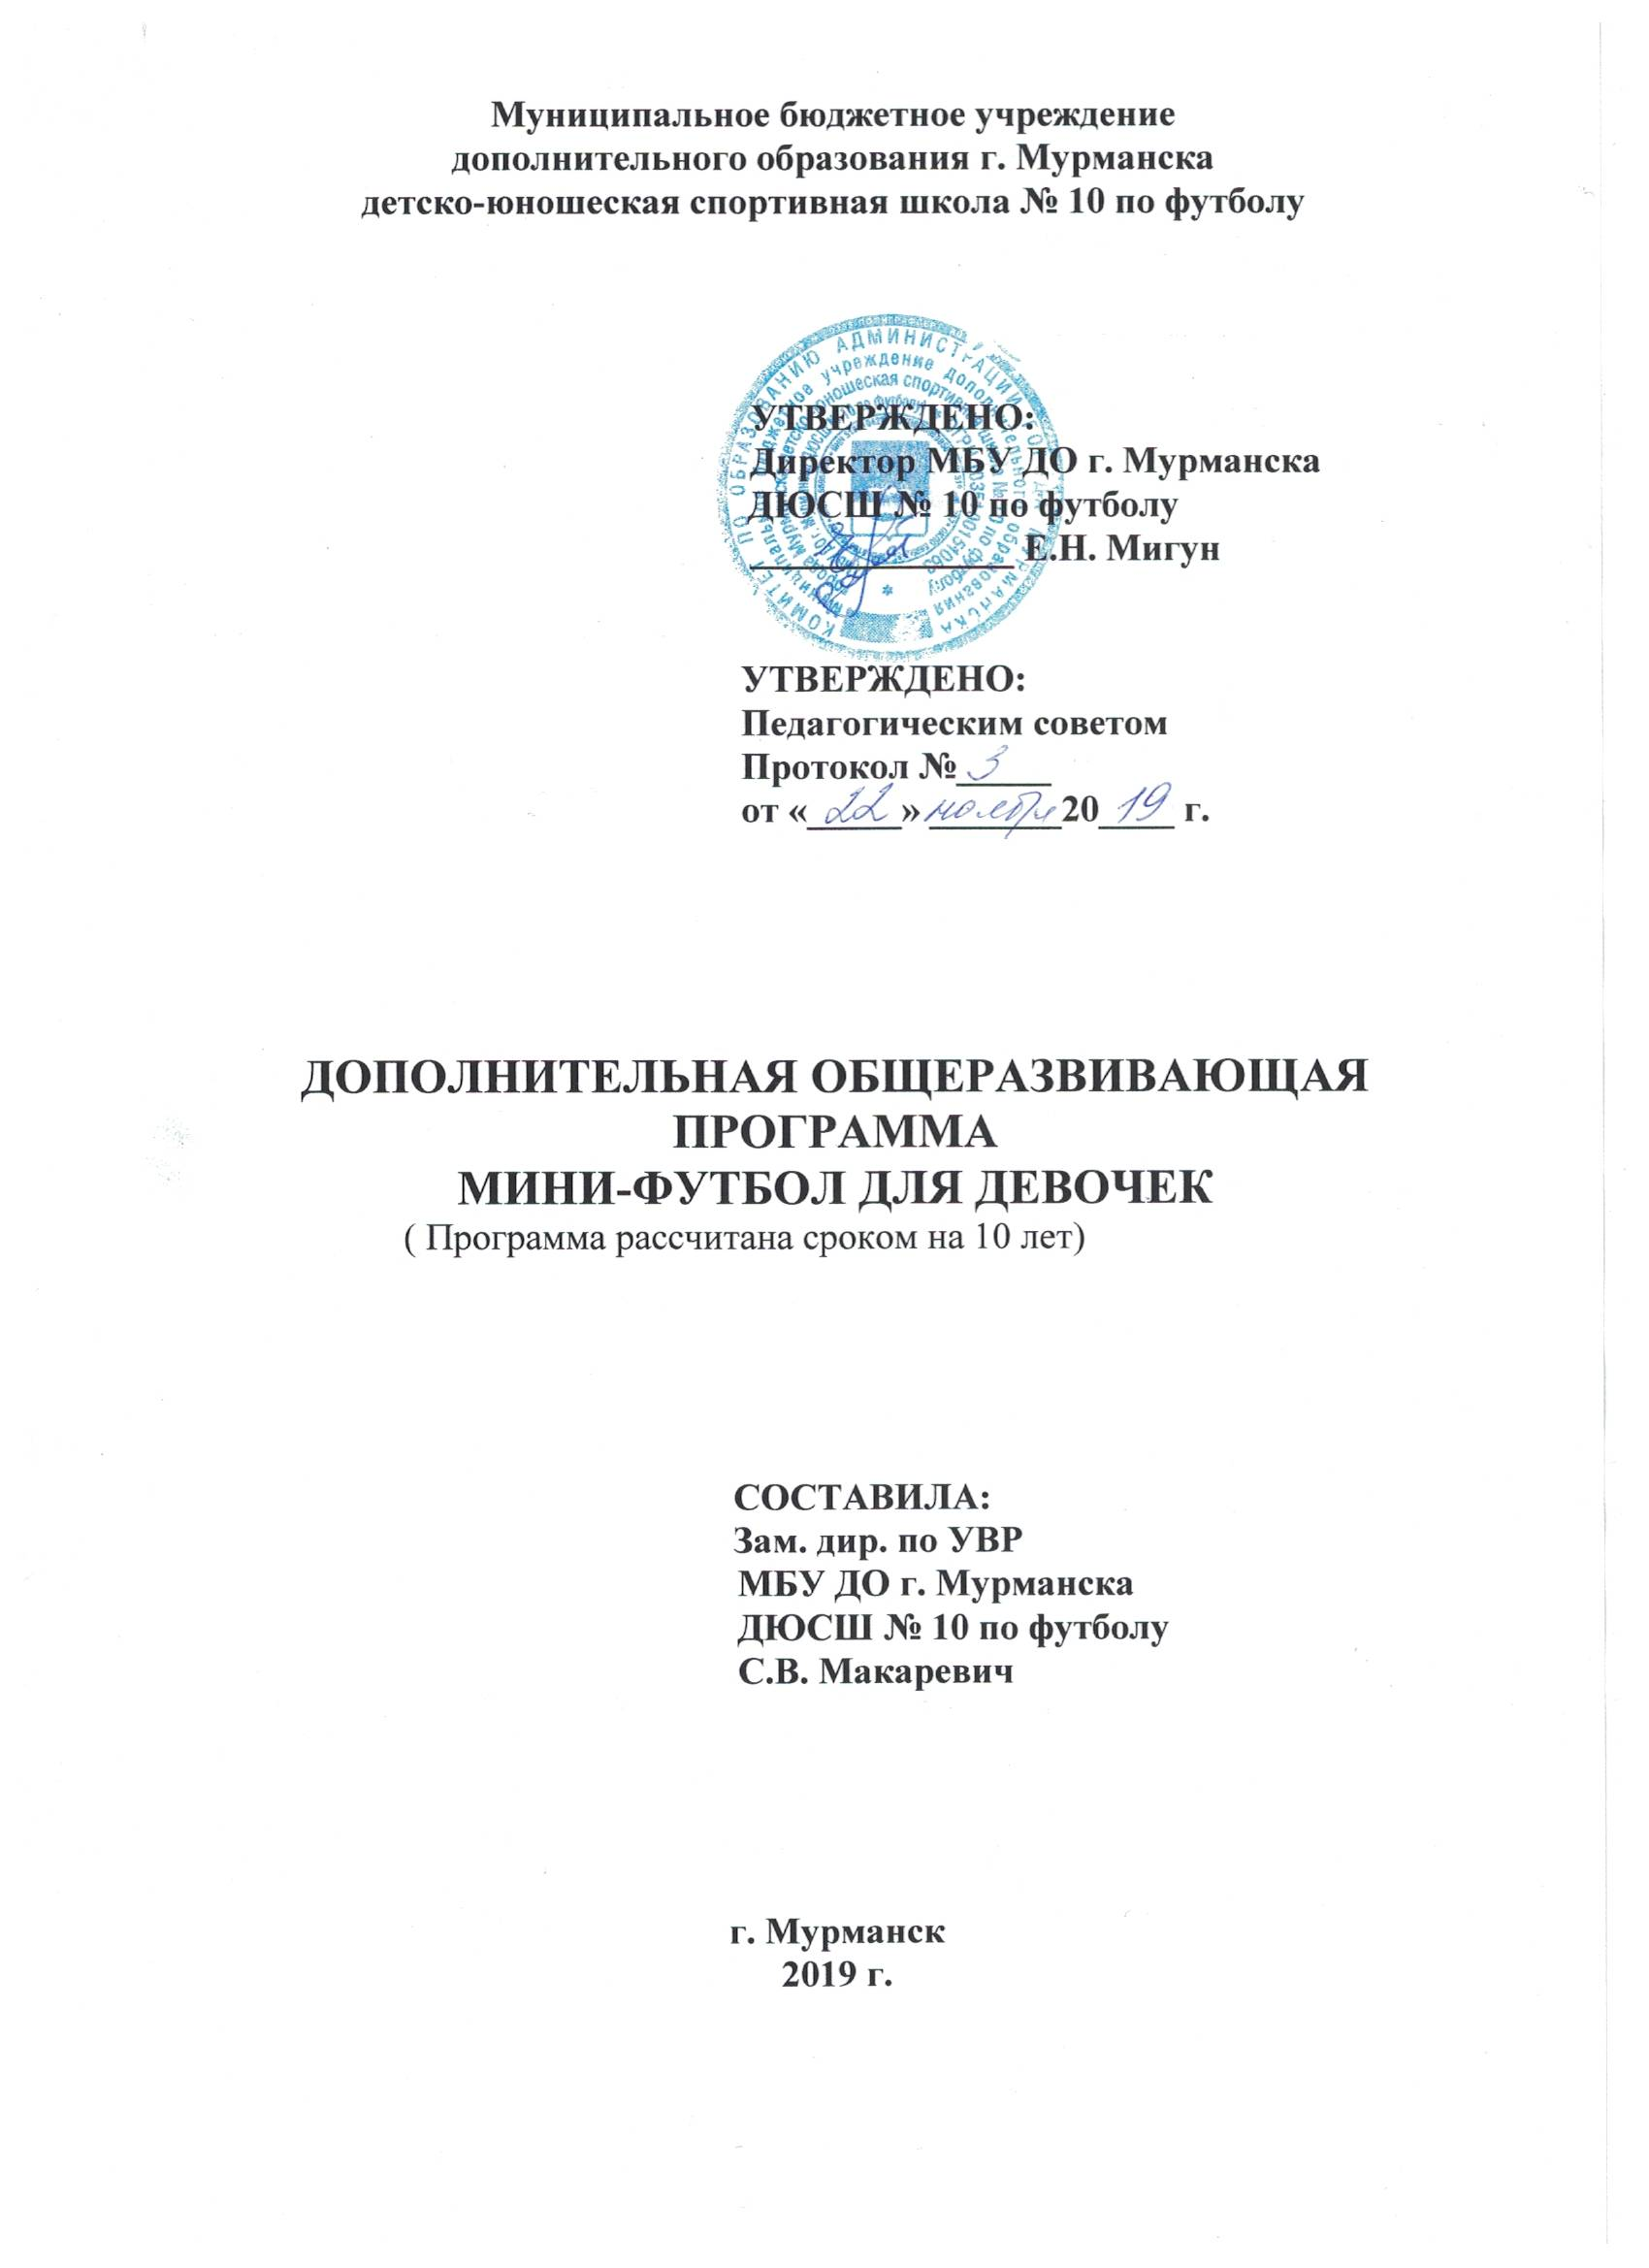 Муниципальное бюджетное учреждение
дополнительного образования г. Мурманска
детско-юношеская спортивная школа № 10 по футболу
УТВЕРЖДЕНО:
Директор МБУ ДО г. Мурманска
ДЮСШ № 10 по футболу
______________ Е.Н. Мигун
УТВЕРЖДЕНО:
Педагогическим советом
Протокол № 3
от « 22 » ноября 20 19 г.
ДОПОЛНИТЕЛЬНАЯ ОБЩЕРАЗВИВАЮЩАЯ
ПРОГРАММА
МИНИ-ФУТБОЛ ДЛЯ ДЕВОЧЕК
( Программа рассчитана сроком на 10 лет)
СОСТАВИЛА:
Зам. дир. по УВР
МБУ ДО г. Мурманска
ДЮСШ № 10 по футболу
С.В. Макаревич
г. Мурманск
2019 г.